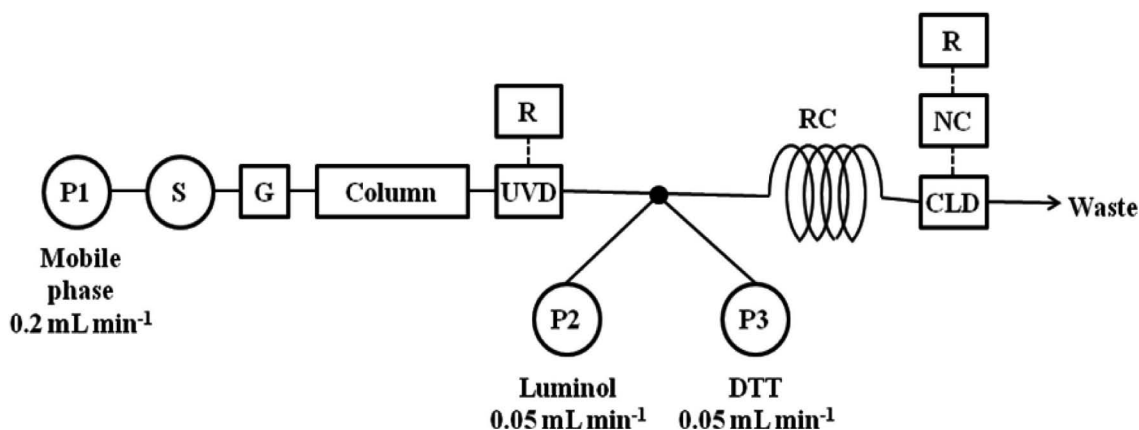 R
R
RC
NC
P1
S
G
Column
UVD
CLD
Waste
Mobile
phase
0.2 mL min-1
P2
P3
Luminol
0.05 mL min-1
DTT
0.05 mL min-1